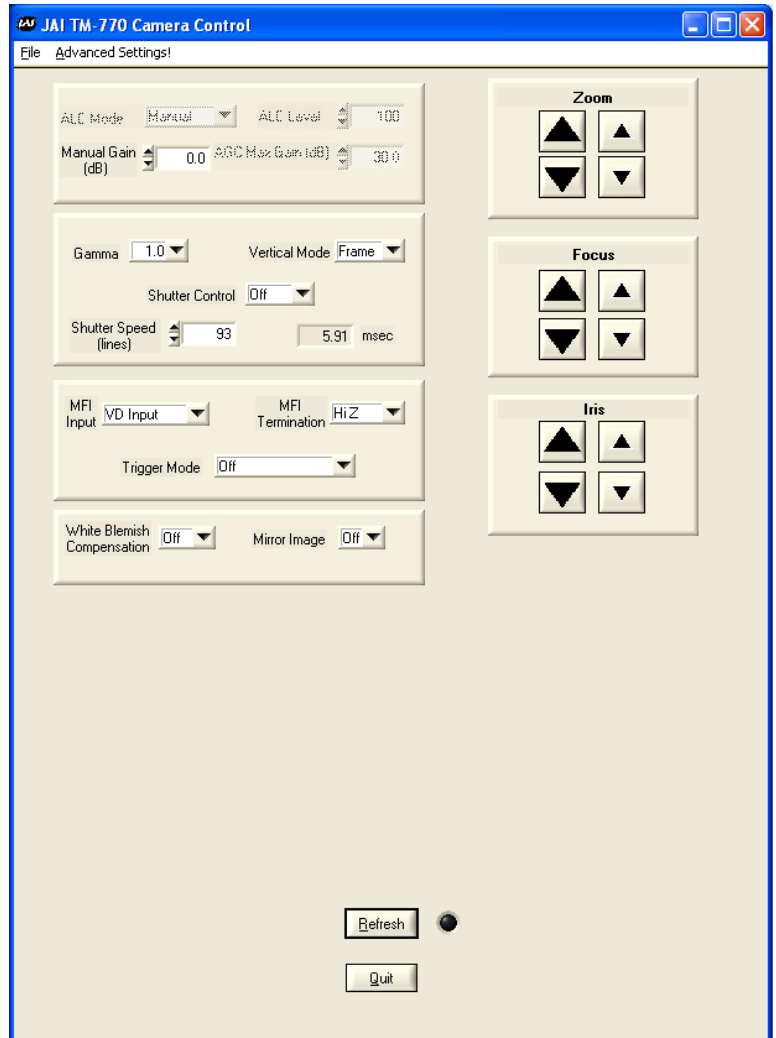 JAI TM-770 Camera Control
File Advanced Settings!
ALC Mode Manual ALC Level 100
Manual Gain (dB) 0.0 AGC Max Gain (dB) 30.0
Gamma 1.0 Vertical Mode Frame
Shutter Control Off
Shutter Speed (lines) 93 5.91 msec
MFI Input VD Input MFI Termination Hi Z
Trigger Mode Off
White Blemish Compensation Off Mirror Image Off
Zoom
Focus
Iris
Refresh
Quit